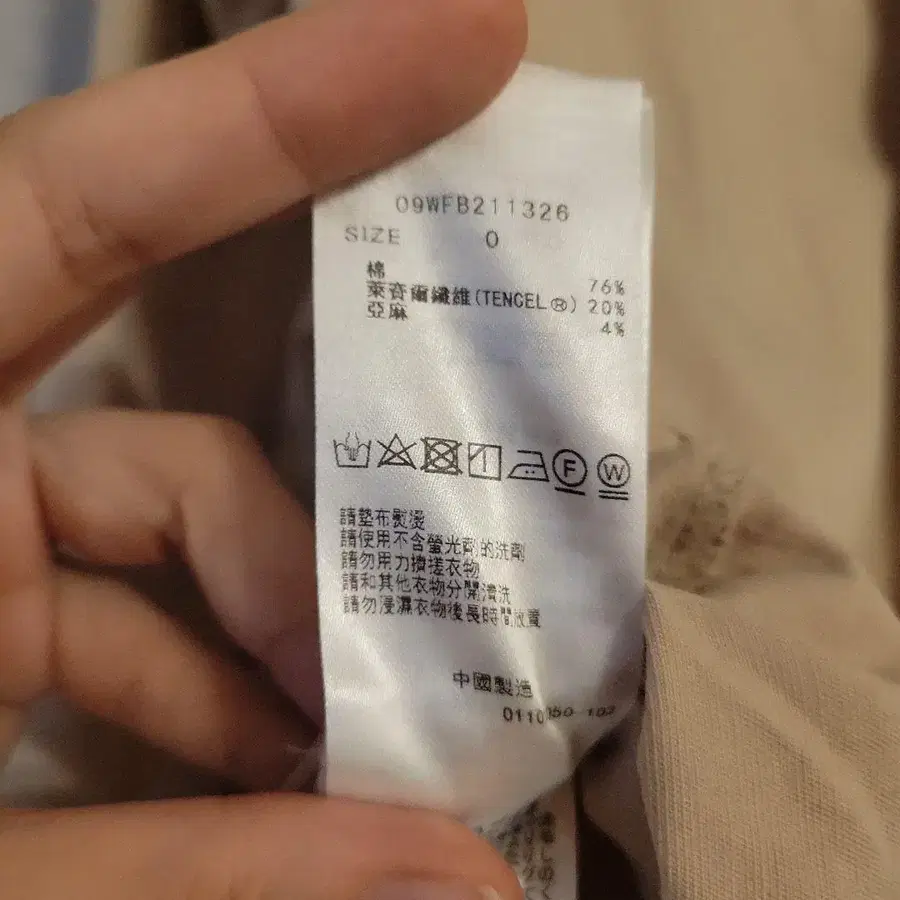 09WFB211326
SIZE 0
棉 76%
萊賽爾纖維(TENCEL®) 20%
亞麻 4%
F W
請墊布熨燙
請使用不含螢光劑的洗劑
請勿用力擠搓衣物
請和其他衣物分開清洗
請勿浸濕衣物後長時間放置
中國製造